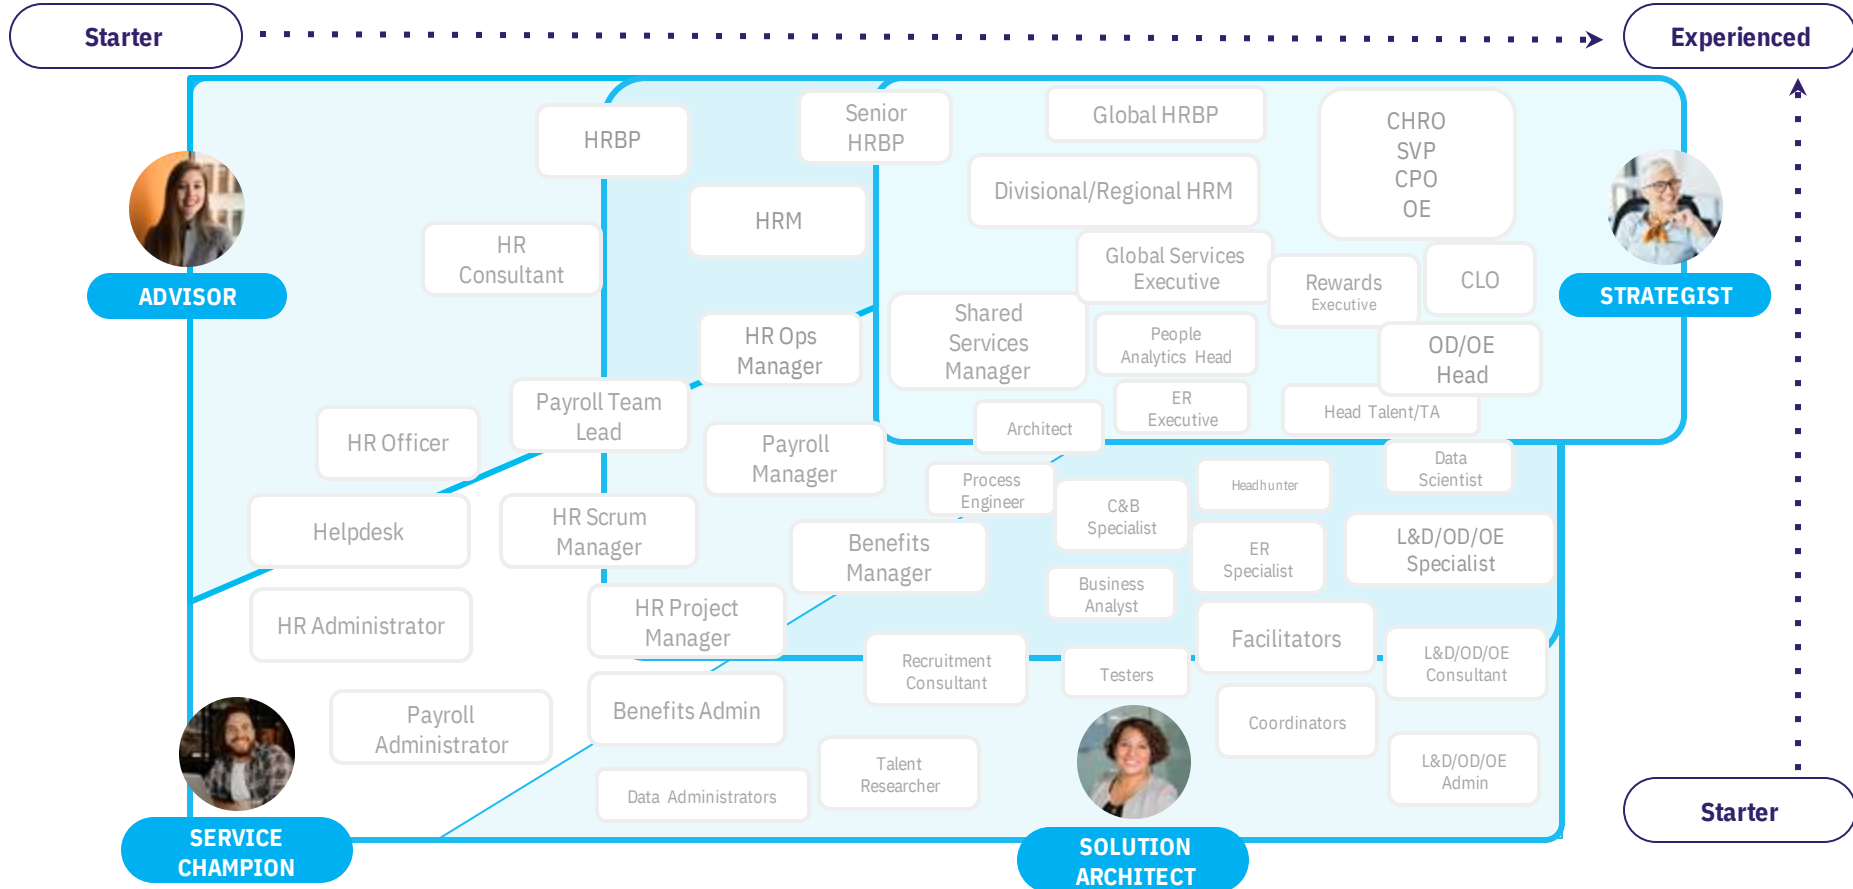 Starter
Experienced
HRBP
Senior
HRBP
Global HRBP
CHRO
SVP
CPO
OE
Divisional/Regional HRM
HRM
HR
Consultant
Global Services
Executive
Rewards
Executive
CLO
ADVISOR
STRATEGIST
Shared
Services
Manager
People
Analytics Head
HR Ops
Manager
OD/OE
Head
Payroll Team
Lead
ER
Executive
Head Talent/TA
Architect
HR Officer
Payroll
Manager
Data
Scientist
Process
Engineer
Headhunter
C&B
Specialist
Helpdesk
HR Scrum
Manager
Benefits
Manager
ER
Specialist
L&D/OD/OE
Specialist
Business
Analyst
HR Administrator
HR Project
Manager
Facilitators
Recruitment
Consultant
Testers
L&D/OD/OE
Consultant
Payroll
Administrator
Benefits Admin
Coordinators
Talent
Researcher
L&D/OD/OE
Admin
Data Administrators
Starter
SERVICE
CHAMPION
SOLUTION
ARCHITECT